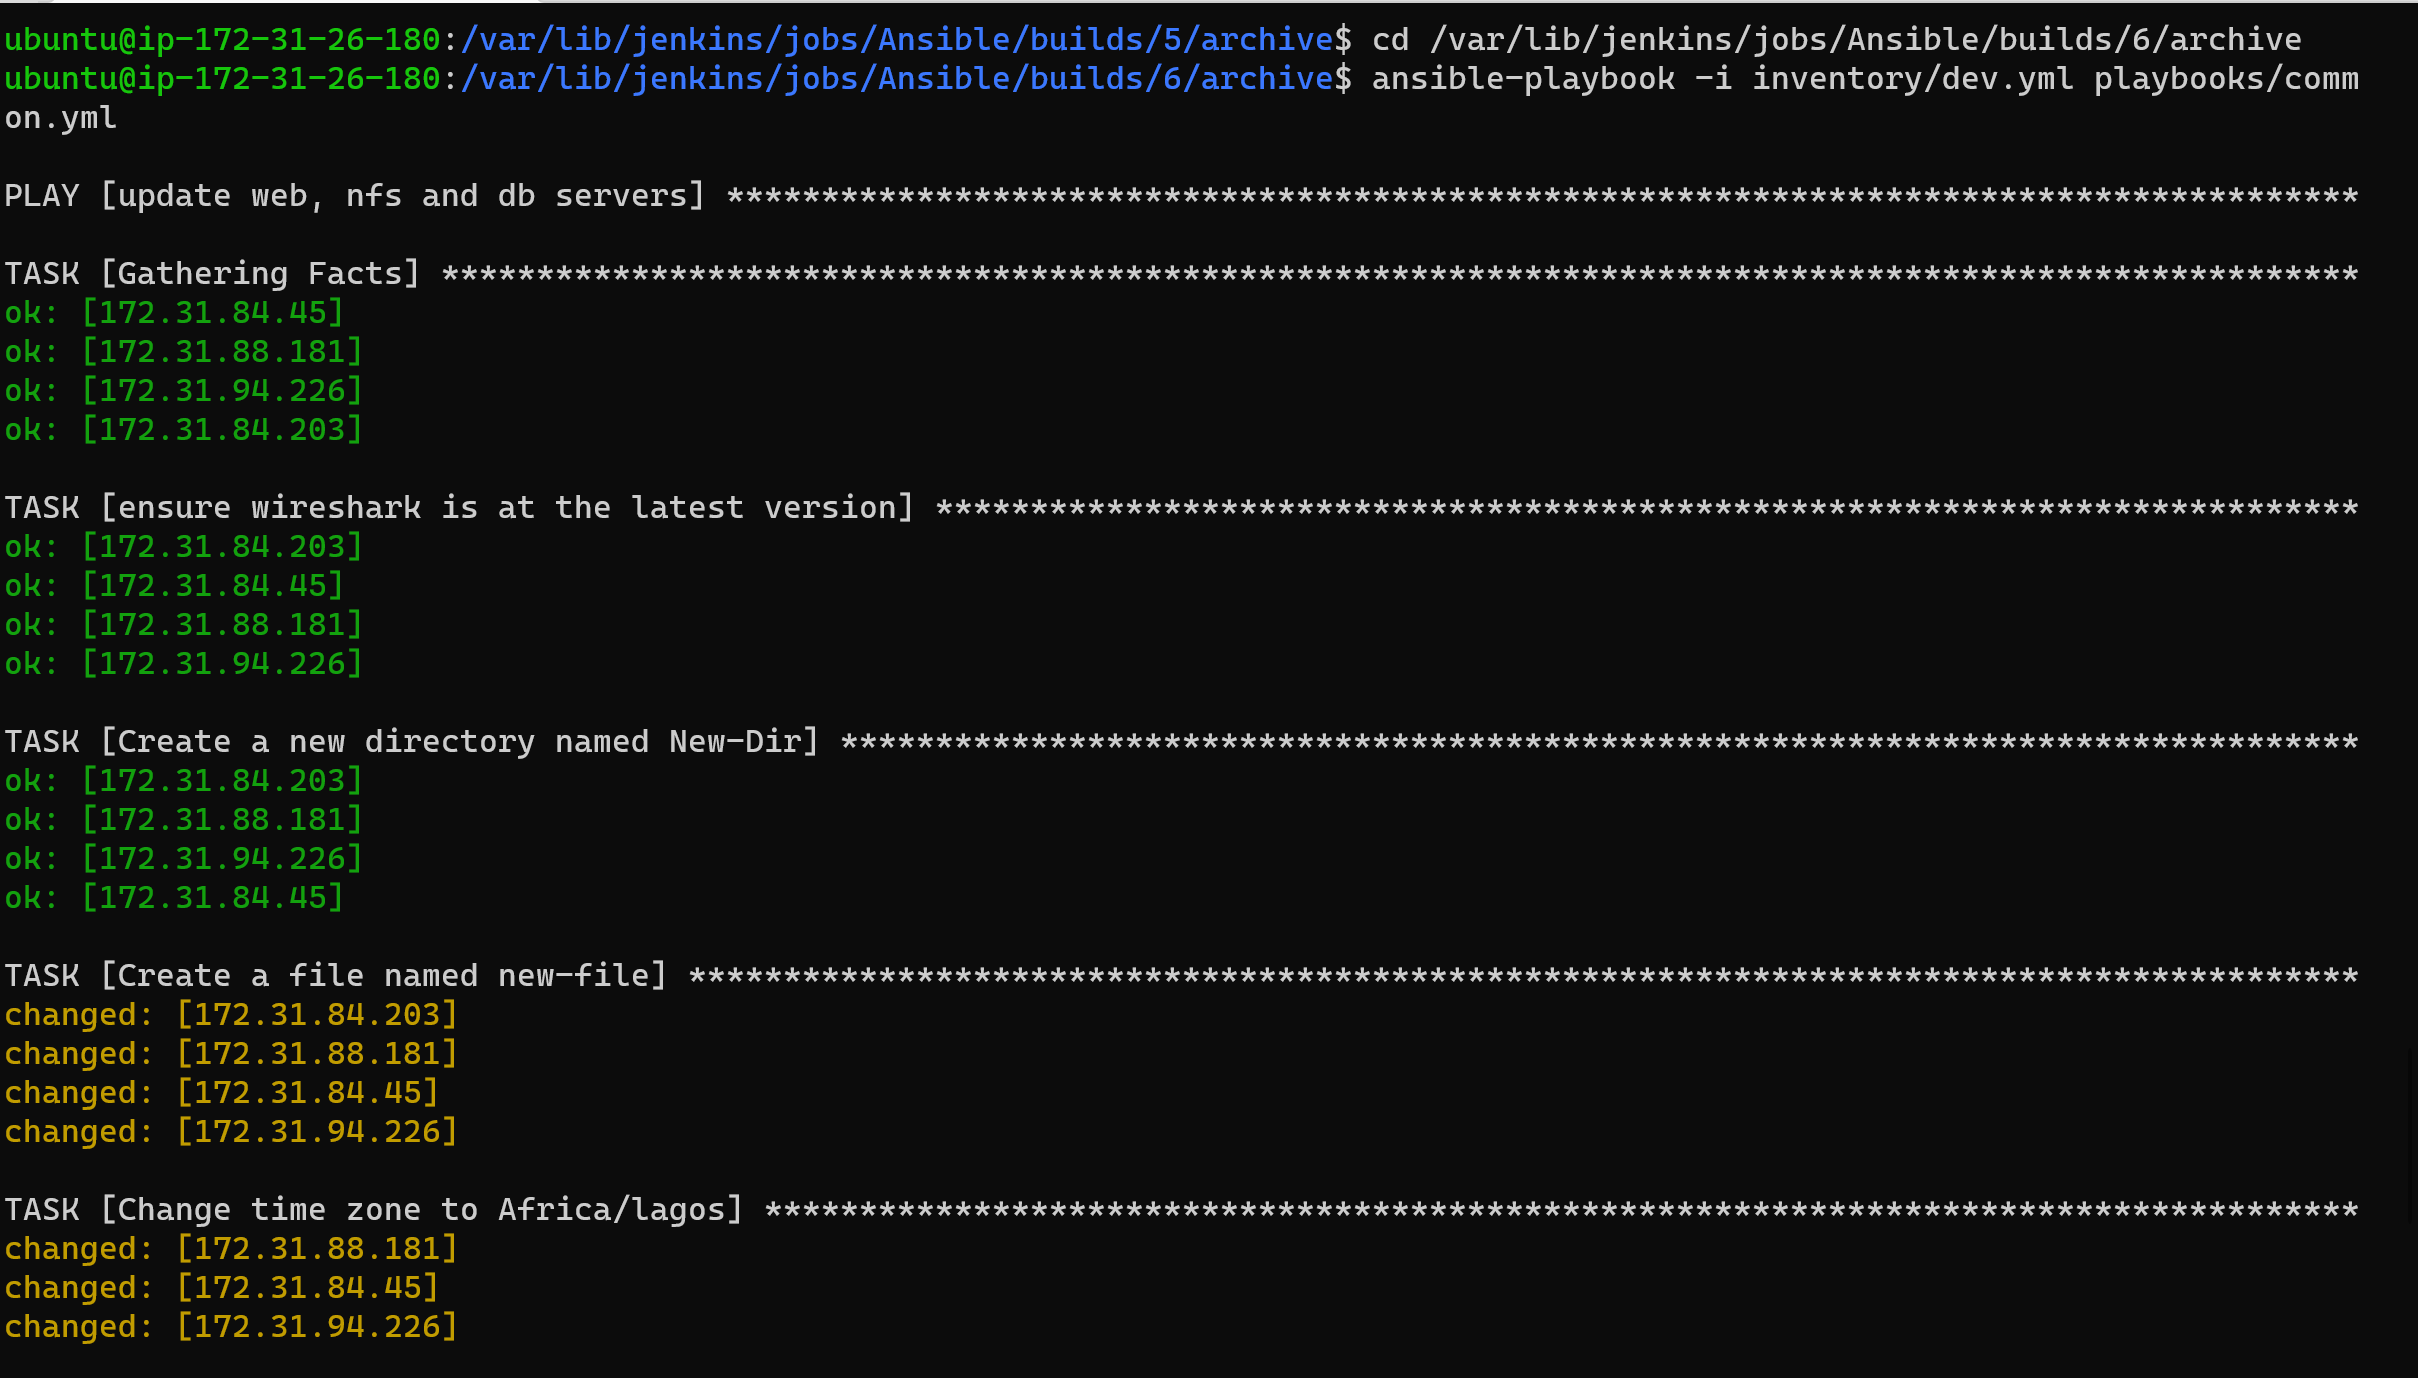 ubuntu@ip-172-31-26-180:/var/lib/jenkins/jobs/Ansible/builds/5/archive$ cd /var/lib/jenkins/jobs/Ansible/builds/6/archive
ubuntu@ip-172-31-26-180:/var/lib/jenkins/jobs/Ansible/builds/6/archive$ ansible-playbook -i inventory/dev.yml playbooks/comm
on.yml
PLAY [update web, nfs and db servers] **************************************************************************************
TASK [Gathering Facts] *****************************************************************************************************
ok: [172.31.84.45]
ok: [172.31.88.181]
ok: [172.31.94.226]
ok: [172.31.84.203]
TASK [ensure wireshark is at the latest version] ***************************************************************************
ok: [172.31.84.203]
ok: [172.31.84.45]
ok: [172.31.88.181]
ok: [172.31.94.226]
TASK [Create a new directory named New-Dir] ********************************************************************************
ok: [172.31.84.203]
ok: [172.31.88.181]
ok: [172.31.94.226]
ok: [172.31.84.45]
TASK [Create a file named new-file] ****************************************************************************************
changed: [172.31.84.203]
changed: [172.31.88.181]
changed: [172.31.84.45]
changed: [172.31.94.226]
TASK [Change time zone to Africa/lagos] ************************************************************************************
changed: [172.31.88.181]
changed: [172.31.84.45]
changed: [172.31.94.226]